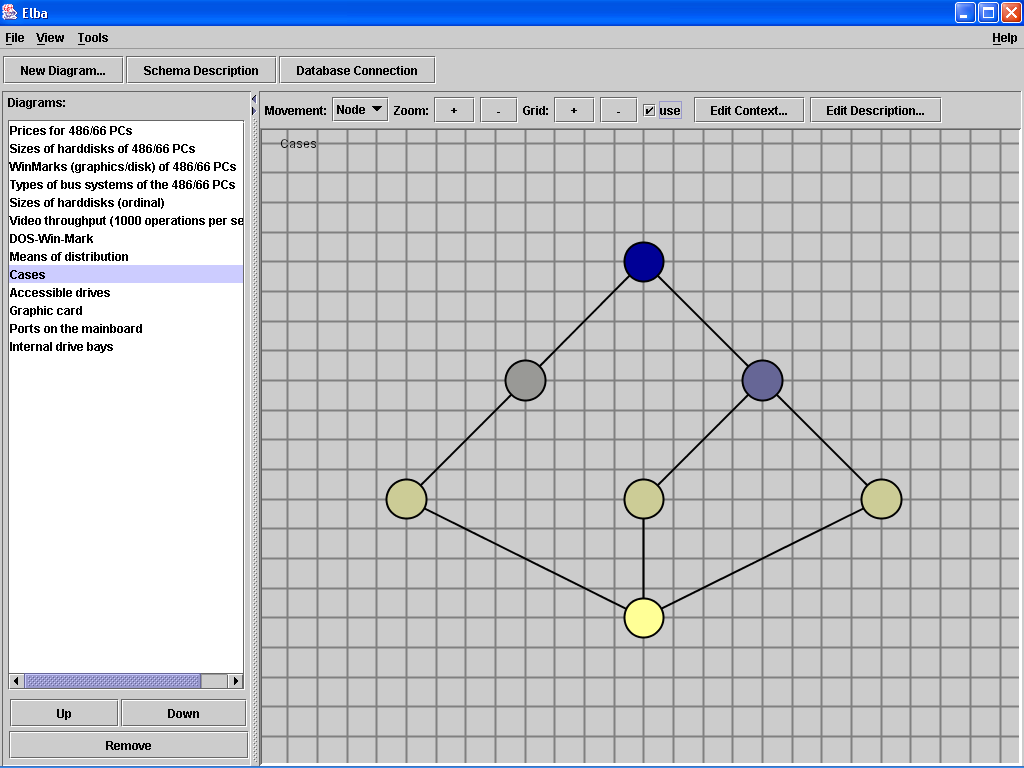 Elba
File View Tools Help
New Diagram... Schema Description Database Connection
Diagrams:
Movement: Node Zoom: + - Grid: + - use Edit Context... Edit Description...
Prices for 486/66 PCs
Sizes of harddisks of 486/66 PCs
WinMarks (graphics/disk) of 486/66 PCs
Types of bus systems of the 486/66 PCs
Sizes of harddisks (ordinal)
Video throughput (1000 operations per se
DOS-Win-Mark
Means of distribution
Cases
Accessible drives
Graphic card
Ports on the mainboard
Internal drive bays
Up Down
Remove
Cases